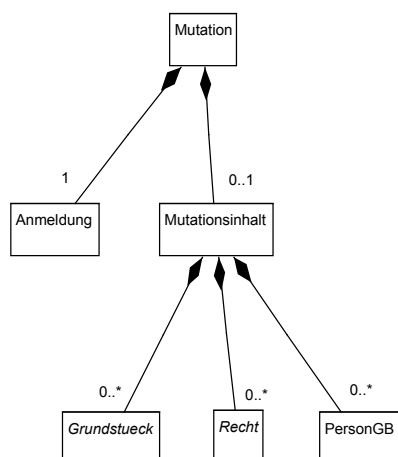 Mutation
1
0..1
Anmeldung
Mutationsinhalt
0..*
0..*
0..*
Grundstueck
Recht
PersonGB